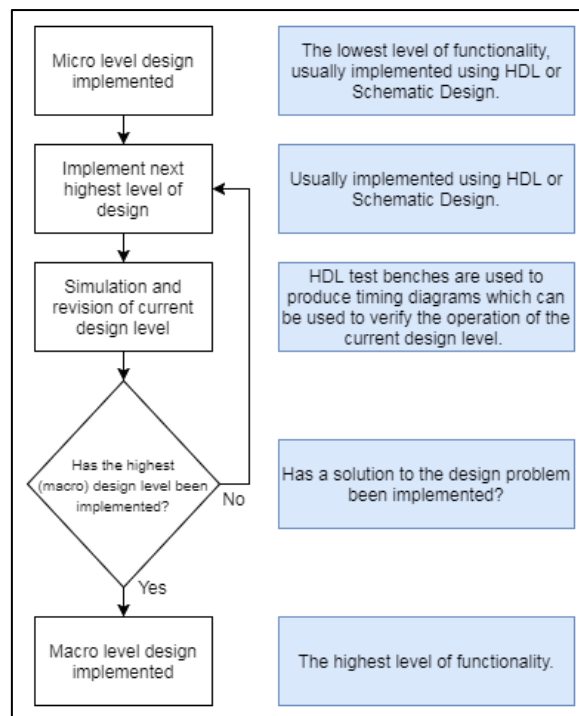 Micro level design
implemented
The lowest level of functionality,
usually implemented using HDL or
Schematic Design.
Implement next
highest level of
design
Usually implemented using HDL or
Schematic Design.
Simulation and
revision of current
design level
HDL test benches are used to
produce timing diagrams which can
be used to verify the operation of the
current design level.
Has the highest
(macro) design level been
implemented?
No
Has a solution to the design problem
been implemented?
Yes
Macro level design
implemented
The highest level of functionality.